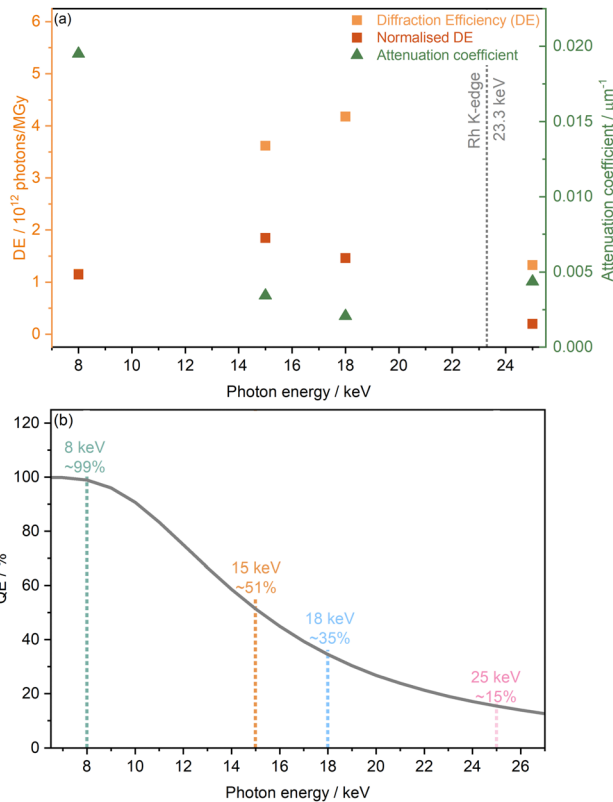 (a)
Diffraction Efficiency (DE)
Normalised DE
Attenuation coefficient
Rh K-edge
23.3 keV
DE / 10¹² photons/MGy
6
5
4
3
2
1
0
Attenuation coefficient / μm⁻¹
0.020
0.015
0.010
0.005
0.000
8 10 12 14 16 18 20 22 24
Photon energy / keV
(b)
QE / %
120
100
80
60
40
20
0
8 keV
~99%
15 keV
~51%
18 keV
~35%
25 keV
~15%
8 10 12 14 16 18 20 22 24 26
Photon energy / keV